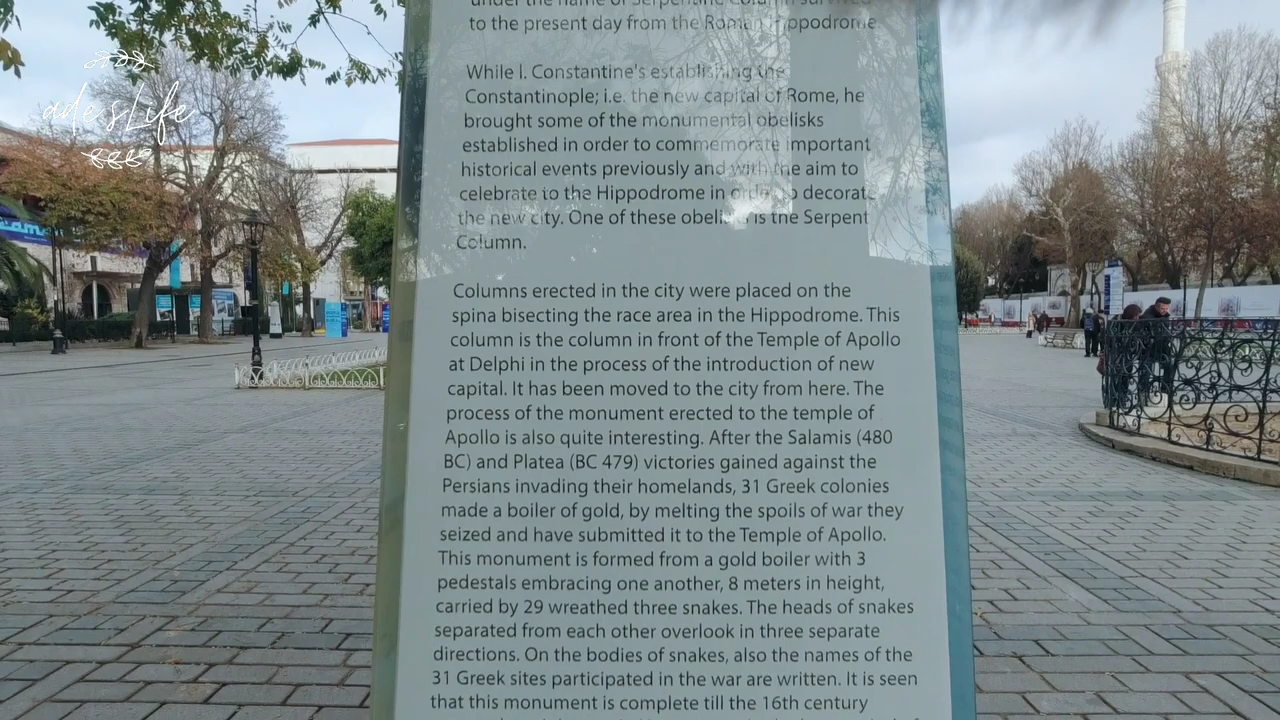 ade'sLife
under the name of Serpentine Column survived
to the present day from the Roman Hippodrome
While I. Constantine's establishing the
Constantinople; i.e. the new capital of Rome, he
brought some of the monumental obelisks
established in order to commemorate important
historical events previously and with the aim to
celebrate to the Hippodrome in order to decorate
the new city. One of these obelisks is the Serpent
Column.
Columns erected in the city were placed on the
spina bisecting the race area in the Hippodrome. This
column is the column in front of the Temple of Apollo
at Delphi in the process of the introduction of new
capital. It has been moved to the city from here. The
process of the monument erected to the temple of
Apollo is also quite interesting. After the Salamis (480
BC) and Platea (BC 479) victories gained against the
Persians invading their homelands, 31 Greek colonies
made a boiler of gold, by melting the spoils of war they
seized and have submitted it to the Temple of Apollo.
This monument is formed from a gold boiler with 3
pedestals embracing one another, 8 meters in height,
carried by 29 wreathed three snakes. The heads of snakes
separated from each other overlook in three separate
directions. On the bodies of snakes, also the names of the
31 Greek sites participated in the war are written. It is seen
that this monument is complete till the 16th century